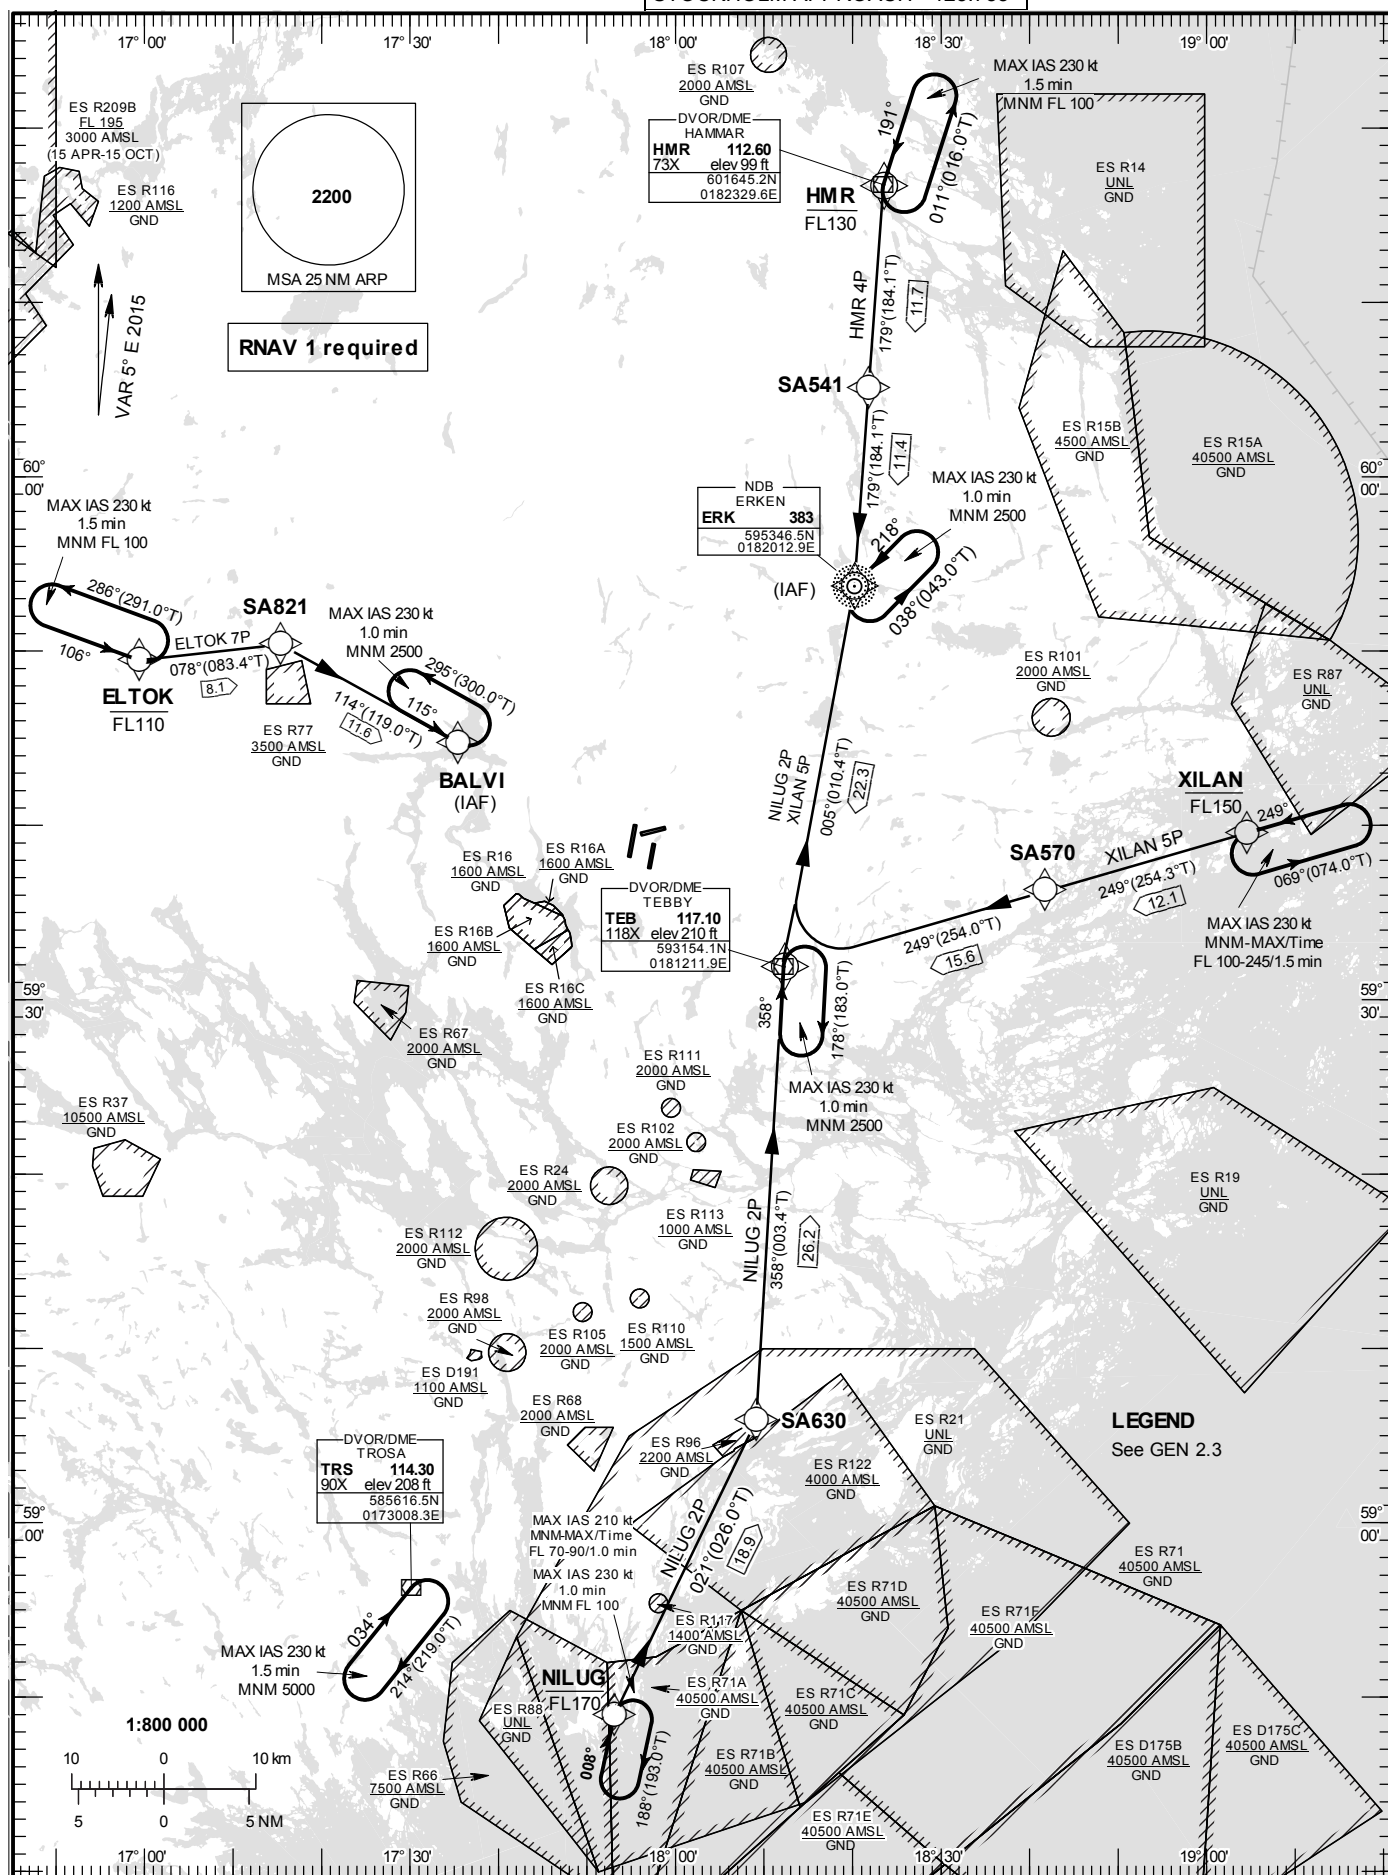 17° 00'
17° 30'
18° 00'
18° 30'
19° 00'
ES R209B
FL 195
3000 AMSL
(15 APR-15 OCT)
ES R116
1200 AMSL
GND
2200
MSA 25 NM ARP
RNAV 1 required
VAR 5° E 2015
ES R107
2000 AMSL
GND
DVOR/DME
HAMMAR
HMR 112.60
73X elev 99 ft
601645.2N
0182329.6E
MAX IAS 230 kt
1.5 min
MNM FL 100
191°
011°(016.0°T)
HMR
FL130
ES R14
UNL
GND
HMR 4P
179°(184.1°T)
11.7
SA541
179°(184.1°T)
11.4
ES R15B
4500 AMSL
GND
ES R15A
40500 AMSL
GND
60°
00'
60°
00'
MAX IAS 230 kt
1.5 min
MNM FL 100
NDB
ERKEN
ERK 383
595346.5N
0182012.9E
MAX IAS 230 kt
1.0 min
MNM 2500
218°
038°(043.0°T)
(IAF)
286°(291.0°T)
106°
ELTOK
FL110
SA821
ELTOK 7P
078°(083.4°T)
8.1
MAX IAS 230 kt
1.0 min
MNM 2500
295°(300.0°T)
115°
114°(119.0°T)
11.6
ES R77
3500 AMSL
GND
BALVI
(IAF)
ES R101
2000 AMSL
GND
ES R87
UNL
GND
NILUG 2P
XILAN 5P
005°(010.4°T)
22.3
XILAN
FL150
249°
069°(074.0°T)
XILAN 5P
249°(254.3°T)
12.1
SA570
249°(254.0°T)
15.6
MAX IAS 230 kt
MNM-MAX/Time
FL 100-245/1.5 min
ES R16
1600 AMSL
GND
ES R16A
1600 AMSL
GND
ES R16B
1600 AMSL
GND
ES R16C
1600 AMSL
GND
DVOR/DME
TEBBY
TEB 117.10
118X elev 210 ft
593154.1N
0181211.9E
59°
30'
59°
30'
358°
178°(183.0°T)
MAX IAS 230 kt
1.0 min
MNM 2500
ES R67
2000 AMSL
GND
ES R37
10500 AMSL
GND
ES R111
2000 AMSL
GND
ES R102
2000 AMSL
GND
ES R24
2000 AMSL
GND
ES R113
1000 AMSL
GND
ES R112
2000 AMSL
GND
ES R19
UNL
GND
NILUG 2P
358°(003.4°T)
26.2
ES R98
2000 AMSL
GND
ES R105
2000 AMSL
GND
ES R110
1500 AMSL
GND
ES D191
1100 AMSL
GND
ES R68
2000 AMSL
GND
SA630
ES R96
2200 AMSL
GND
ES R21
UNL
GND
ES R122
4000 AMSL
GND
LEGEND
See GEN 2.3
DVOR/DME
TROSA
TRS 114.30
90X elev 208 ft
585616.5N
0173008.3E
59°
00'
59°
00'
MAX IAS 210 kt
MNM-MAX/Time
FL 70-90/1.0 min
MAX IAS 230 kt
1.0 min
MNM FL 100
NILUG 2P
021°(026.0°T)
18.9
ES R71
40500 AMSL
GND
ES R71D
40500 AMSL
GND
ES R71F
40500 AMSL
GND
ES R117
1400 AMSL
GND
034°
214°(219.0°T)
MAX IAS 230 kt
1.5 min
MNM 5000
NILUG
FL170
ES R71A
40500 AMSL
GND
ES R71C
40500 AMSL
GND
ES R88
UNL
GND
ES R71B
40500 AMSL
GND
ES D175B
40500 AMSL
GND
ES D175C
40500 AMSL
GND
008°
188°(193.0°T)
ES R66
7500 AMSL
GND
ES R71E
40500 AMSL
GND
1:800 000
10 0 10 km
5 0 5 NM
17° 00'
17° 30'
18° 00'
18° 30'
19° 00'